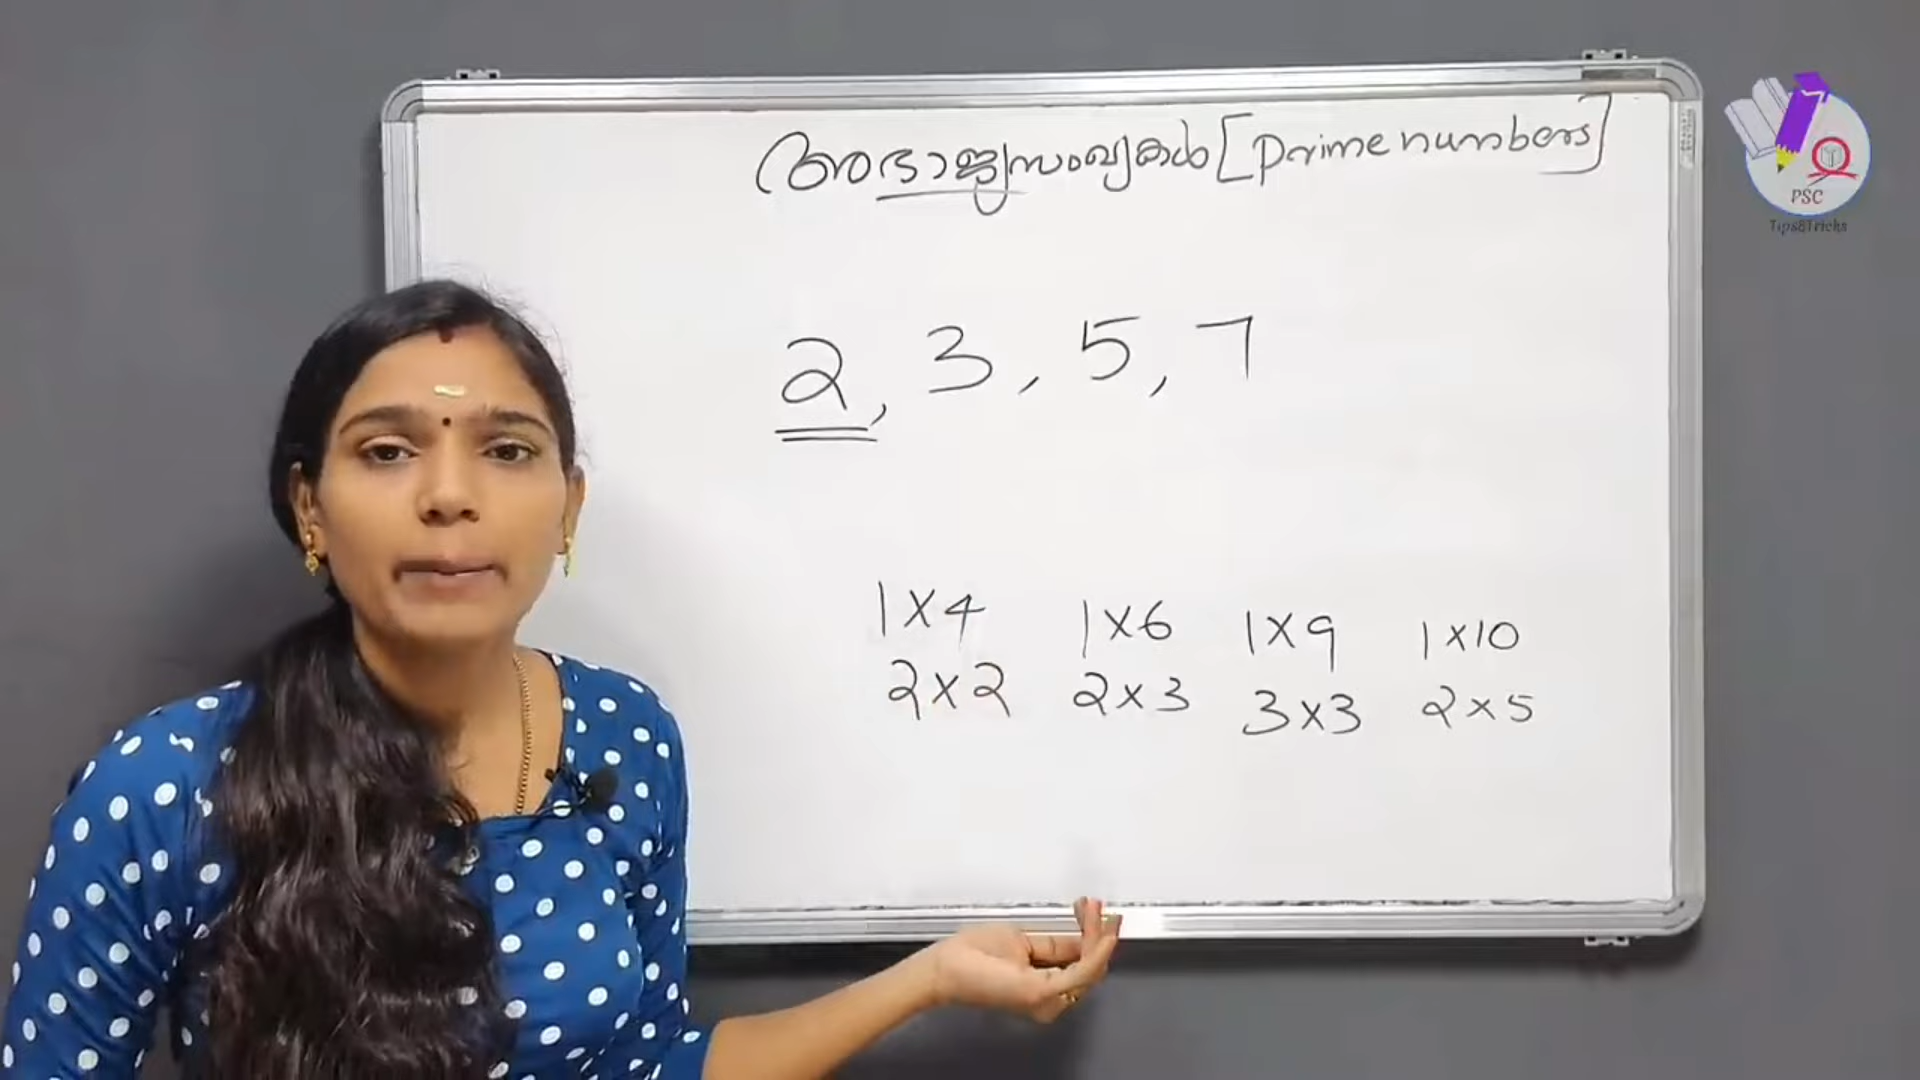 അഭാജ്യസംഖ്യകൾ [Prime numbers]
2, 3, 5, 7
1X4 1X6 1X9 1X10
2x2 2x3 3x3 2x5
PSC
Tips&Tricks